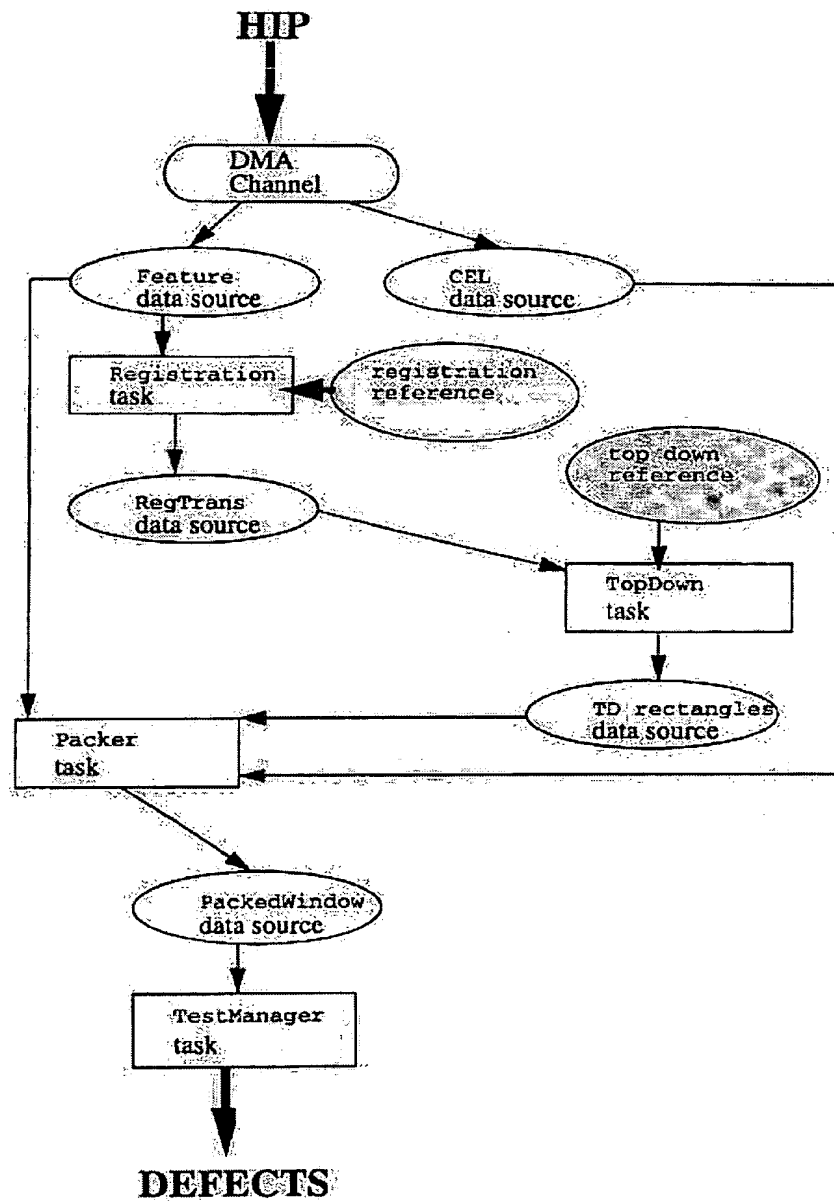 HIP
DMA
Channel
Feature
data source
CEL
data source
Registration
task
registration
reference
top down
reference
RegTrans
data source
TopDown
task
TD rectangles
data source
Packer
task
PackedWindow
data source
TestManager
task
DEFECTS